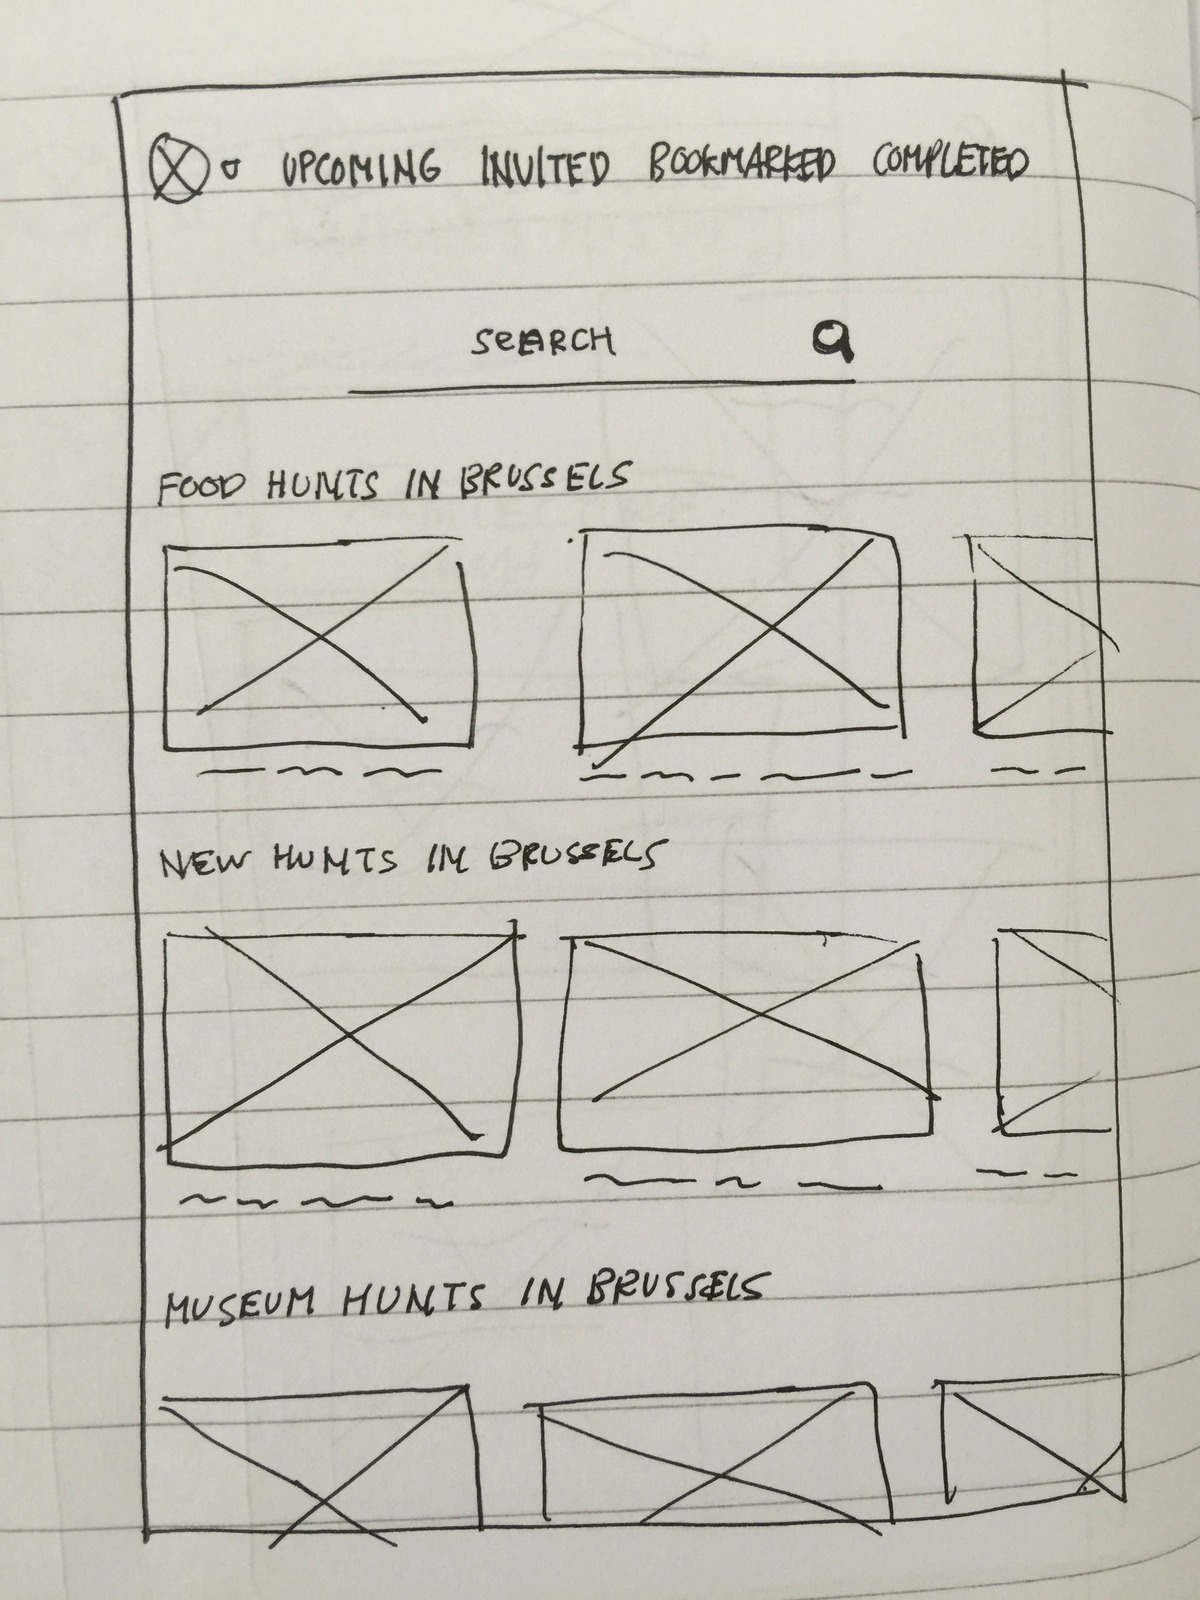 UPCOMING INVITED BOOKMARKED COMPLETED
SEARCH
FOOD HUNTS IN BRUSSELS
NEW HUNTS IN BRUSSELS
MUSEUM HUNTS IN BRUSSELS